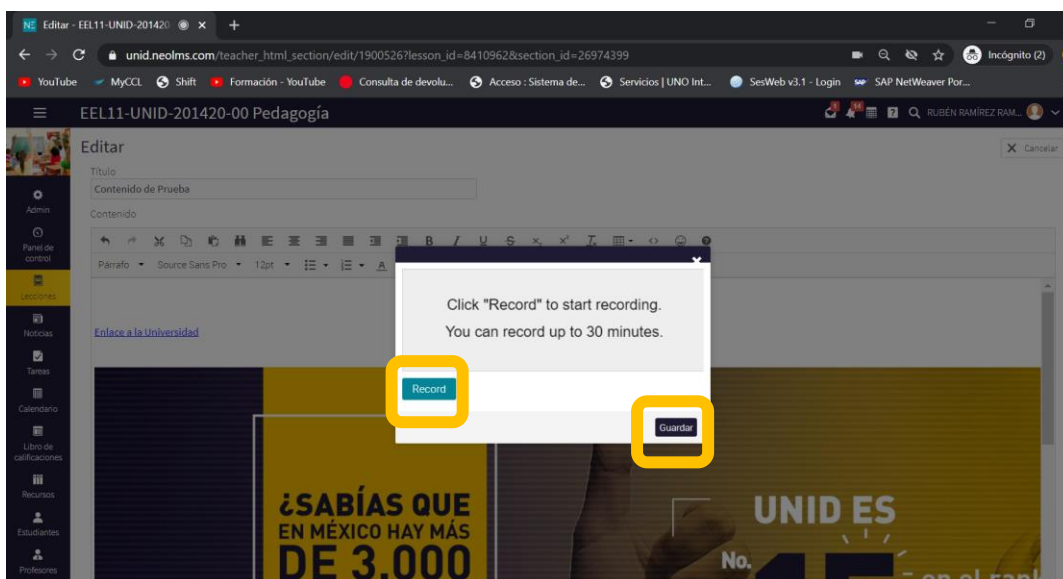 NE Editar - EEL11-UNID-201420
unid.neolms.com/teacher_html_section/edit/1900526?lesson_id=8410962&section_id=26974399
Incógnito (2)
YouTube MyCCL Shift Formación - YouTube Consulta de devolu... Acceso : Sistema de... Servicios | UNO Int... SesWeb v3.1 - Login SAP NetWeaver Por...
EEL11-UNID-201420-00 Pedagogía
RUBÉN RAMÍREZ RAM...
Editar
Cancelar
Título
Contenido de Prueba
Contenido
Párrafo Source Sans Pro 12pt
Admin
Panel de
control
Lecciones
Noticias
Tareas
Calendario
Libro de
calificaciones
Recursos
Estudiantes
Profesores
Enlace a la Universidad
Click "Record" to start recording.
You can record up to 30 minutes.
Record
Guardar
¿SABÍAS QUE
EN MÉXICO HAY MÁS
DE 3,000
UNID ES
No.